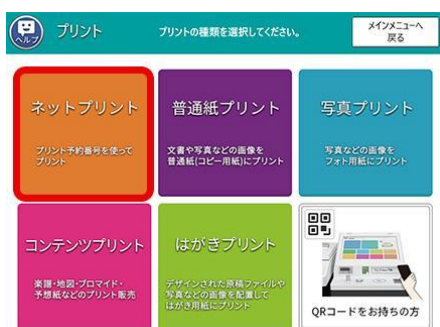 ヘルプ
プリント
プリントの種類を選択してください。
メインメニューへ
戻る
ネットプリント
プリント予約番号を使って
プリント
普通紙プリント
文書や写真などの画像を
普通紙(コピー用紙)にプリント
写真プリント
写真などの画像を
フォト用紙にプリント
コンテンツプリント
楽譜・地図・ブロマイド・
予想紙などのプリント販売
はがきプリント
デザインされた原稿ファイルや
写真などの画像を配置して
はがき用紙にプリント
QRコードをお持ちの方